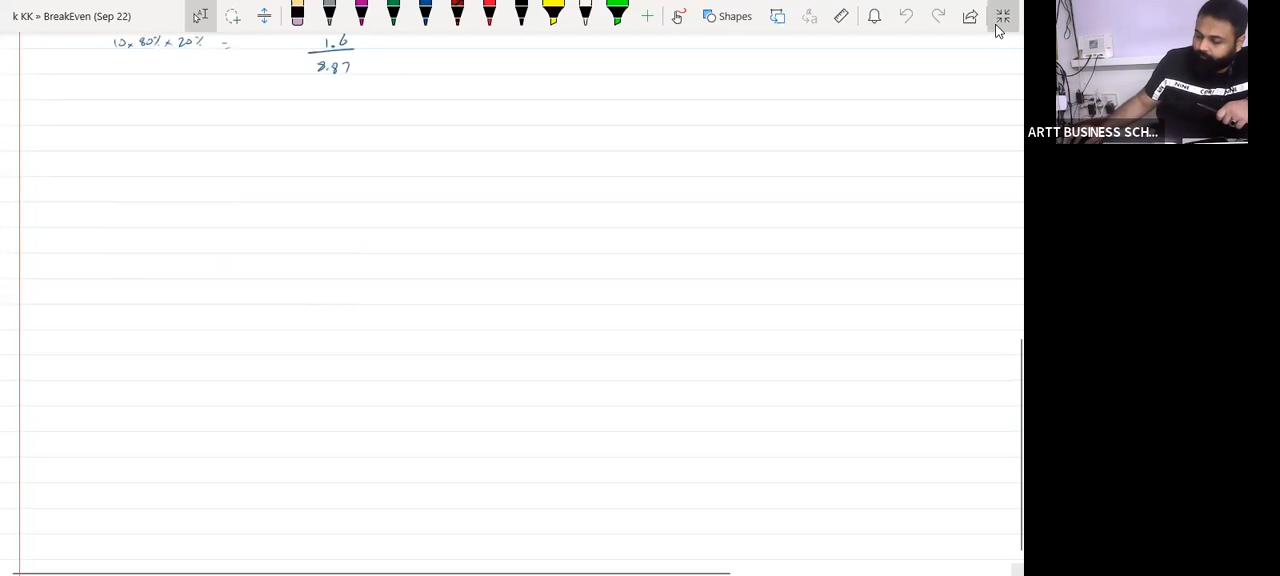 k KK » BreakEven (Sep 22)
Shapes
10 x 80% x 20% = 1.6
8.87
ARTT BUSINESS SCH...